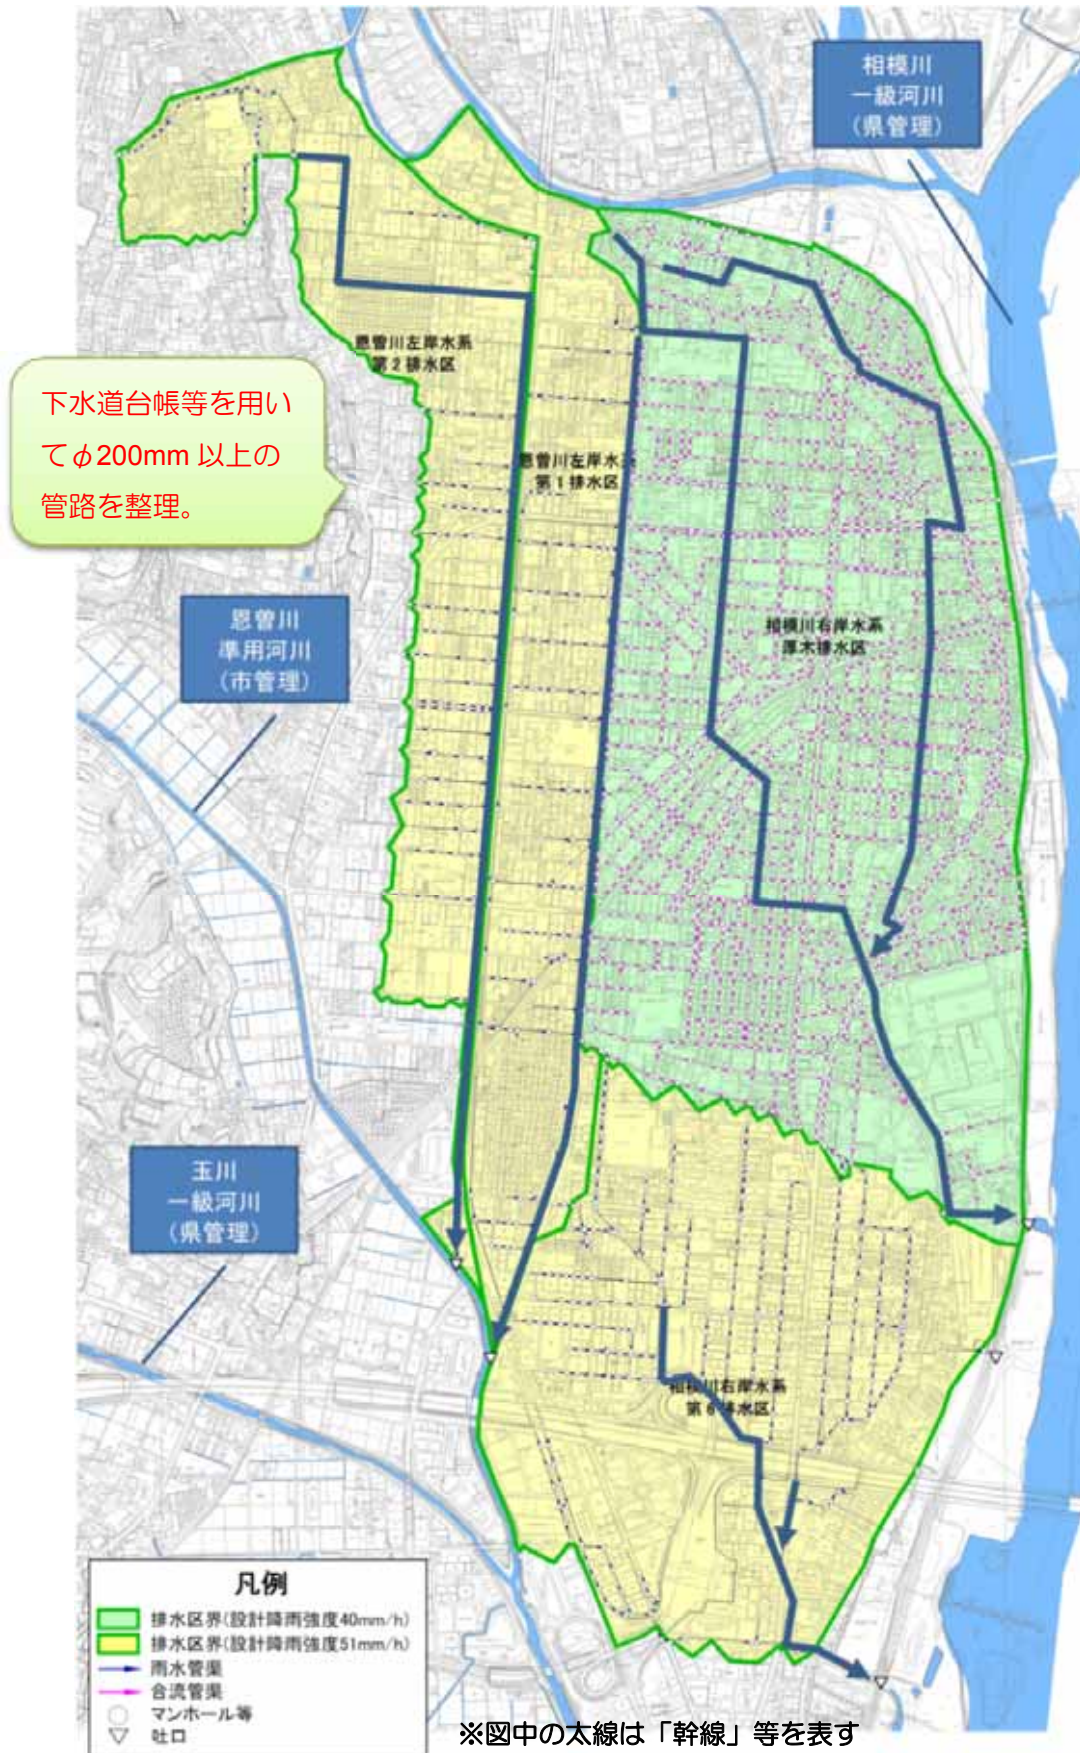 相模川
一級河川
(県管理)
恩曽川左岸水系
第2排水区
下水道台帳等を用い
てφ200mm 以上の
管路を整理。
恩曽川左岸水系
第1排水区
恩曽川
準用河川
(市管理)
相模川右岸水系
厚木排水区
玉川
一級河川
(県管理)
相模川右岸水系
第6排水区
凡例
排水区界(設計降雨強度40mm/h)
排水区界(設計降雨強度51mm/h)
雨水管渠
合流管渠
マンホール等
吐口
※図中の太線は「幹線」等を表す